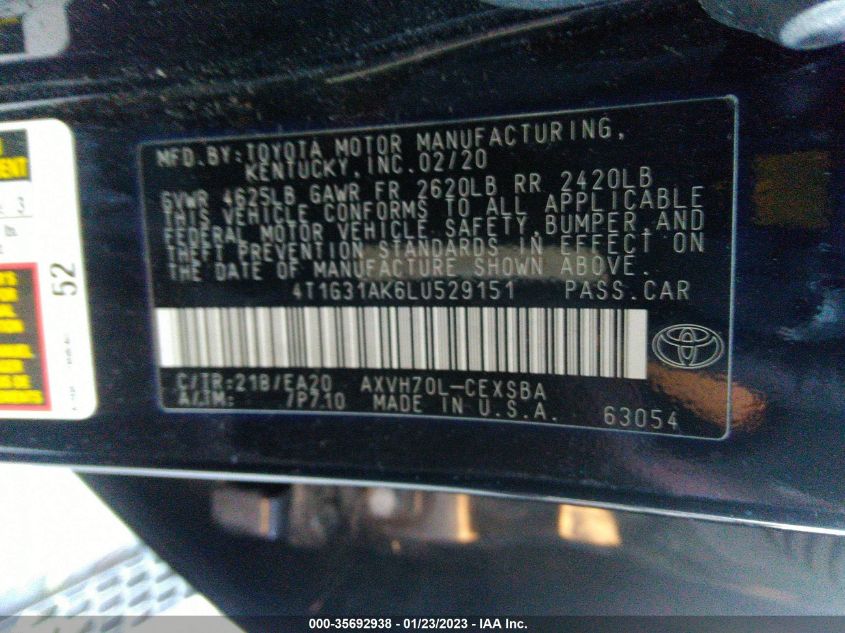 MFD.BY:TOYOTA MOTOR MANUFACTURING,
KENTUCKY,INC.02/20
GVWR 4625LB GAWR FR 2620LB RR 2420LB
THIS VEHICLE CONFORMS TO ALL APPLICABLE
FEDERAL MOTOR VEHICLE SAFETY,BUMPER,AND
THEFT PREVENTION STANDARDS IN EFFECT ON
THE DATE OF MANUFACTURE SHOWN ABOVE.
4T1G31AK6LU529151 PASS.CAR
C/TR:218/EA20 AXVH70L-CEXSBA
A/TM: /P710 MADE IN U.S.A. 63054
3
lbs.
52
000-35692938 - 01/23/2023 - IAA Inc.